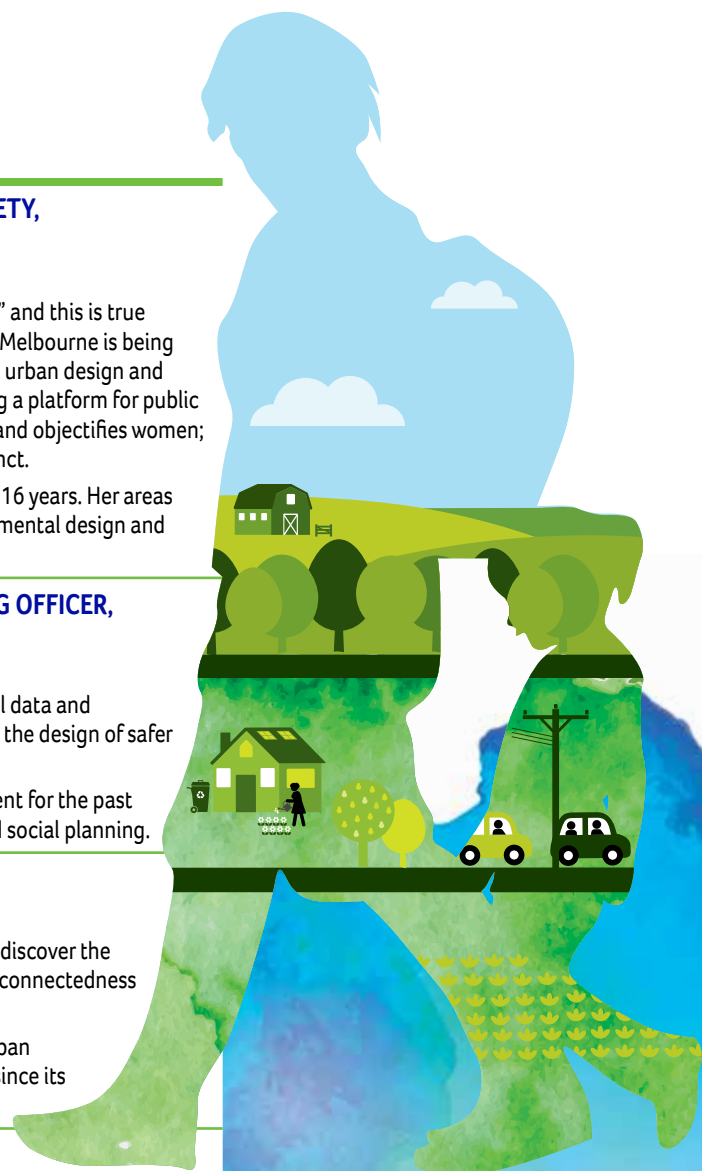 ETY,
” and this is true
Melbourne is being
urban design and
g a platform for public
and objectifies women;
nct.
16 years. Her areas
mental design and
G OFFICER,
l data and
the design of safer
ent for the past
d social planning.
discover the
connectedness
ban
since its